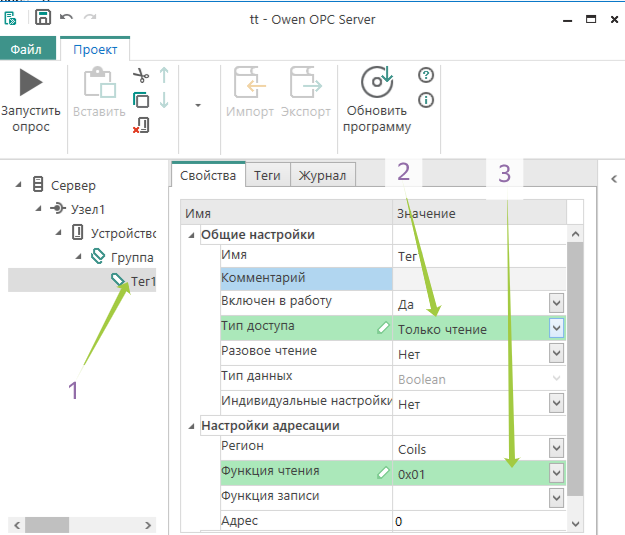 tt - Owen OPC Server
Файл
Проект
Запустить
опрос
Вставить
Импорт
Экспорт
Обновить
программу
Сервер
Узел1
Устройство
Группа
Тег1
1
Свойства
Теги
Журнал
2
3
Имя
Значение
Общие настройки
Имя
Тег
Комментарий
Включен в работу
Да
Тип доступа
Только чтение
Разовое чтение
Нет
Тип данных
Boolean
Индивидуальные настройки
Нет
Настройки адресации
Регион
Coils
Функция чтения
0x01
Функция записи
Адрес
0